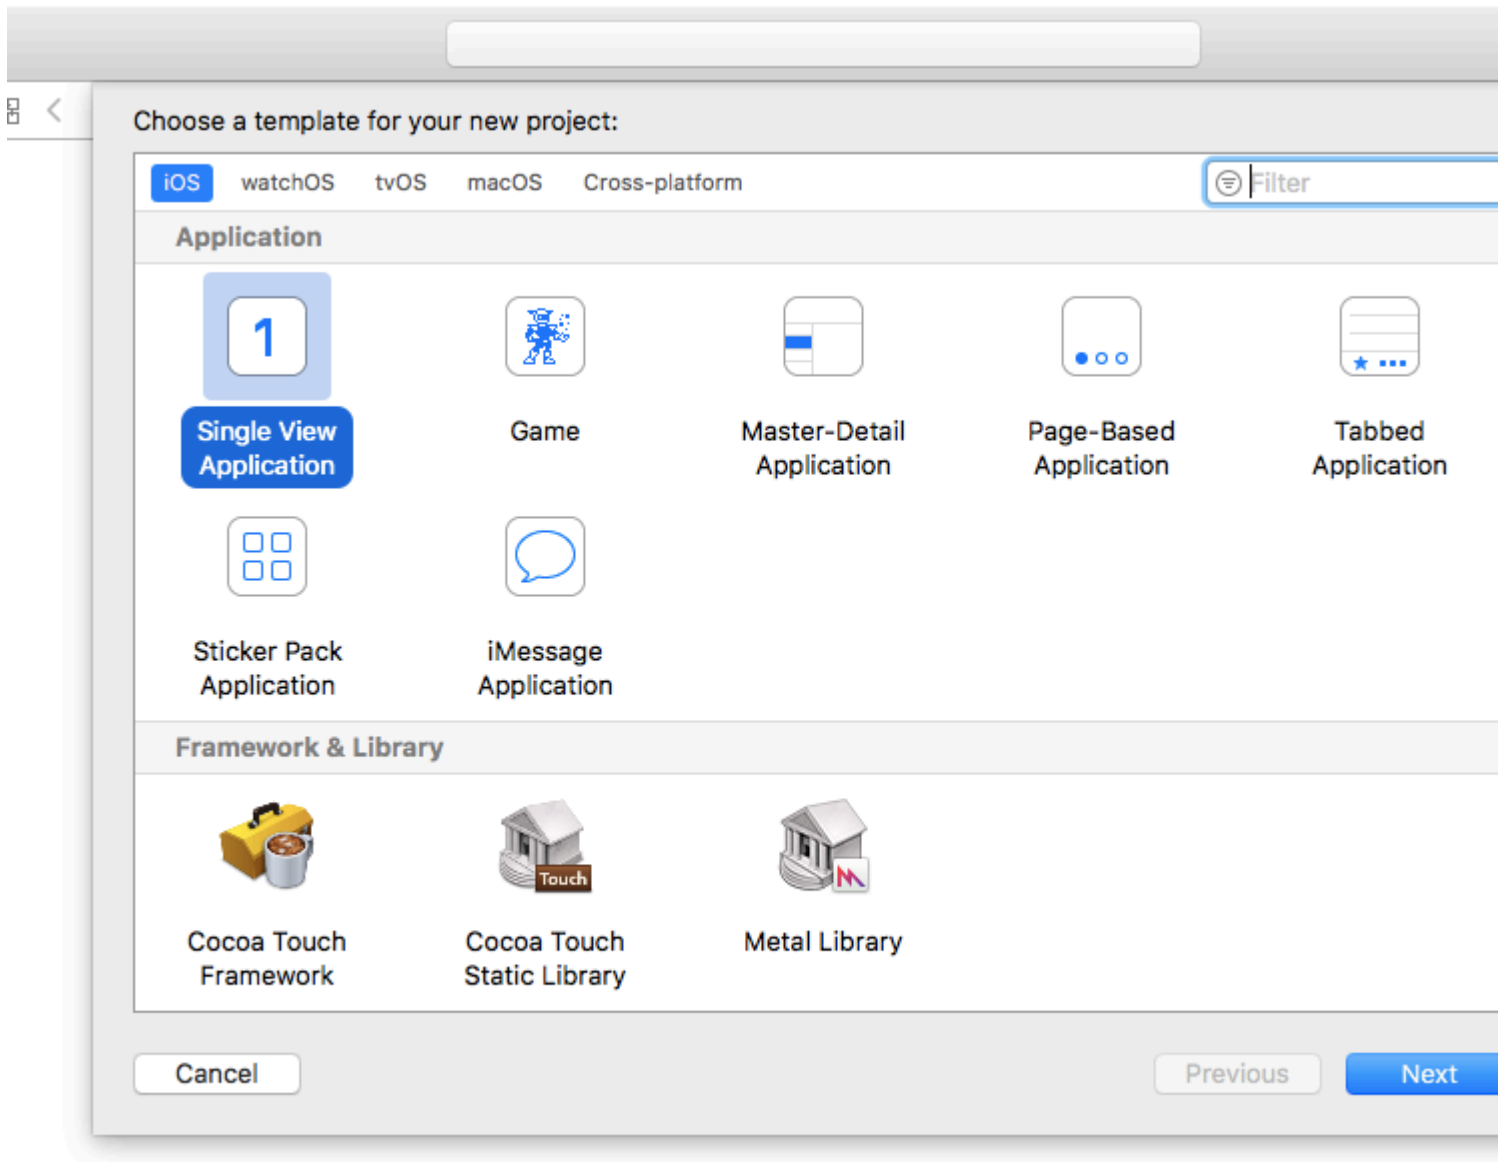 Choose a template for your new project:
iOS watchOS tvOS macOS Cross-platform Filter
Application
1
Single View Application
Game
Master-Detail Application
Page-Based Application
Tabbed Application
Sticker Pack Application
iMessage Application
Framework & Library
Touch
Cocoa Touch Framework
Cocoa Touch Static Library
Metal Library
Cancel Previous Next